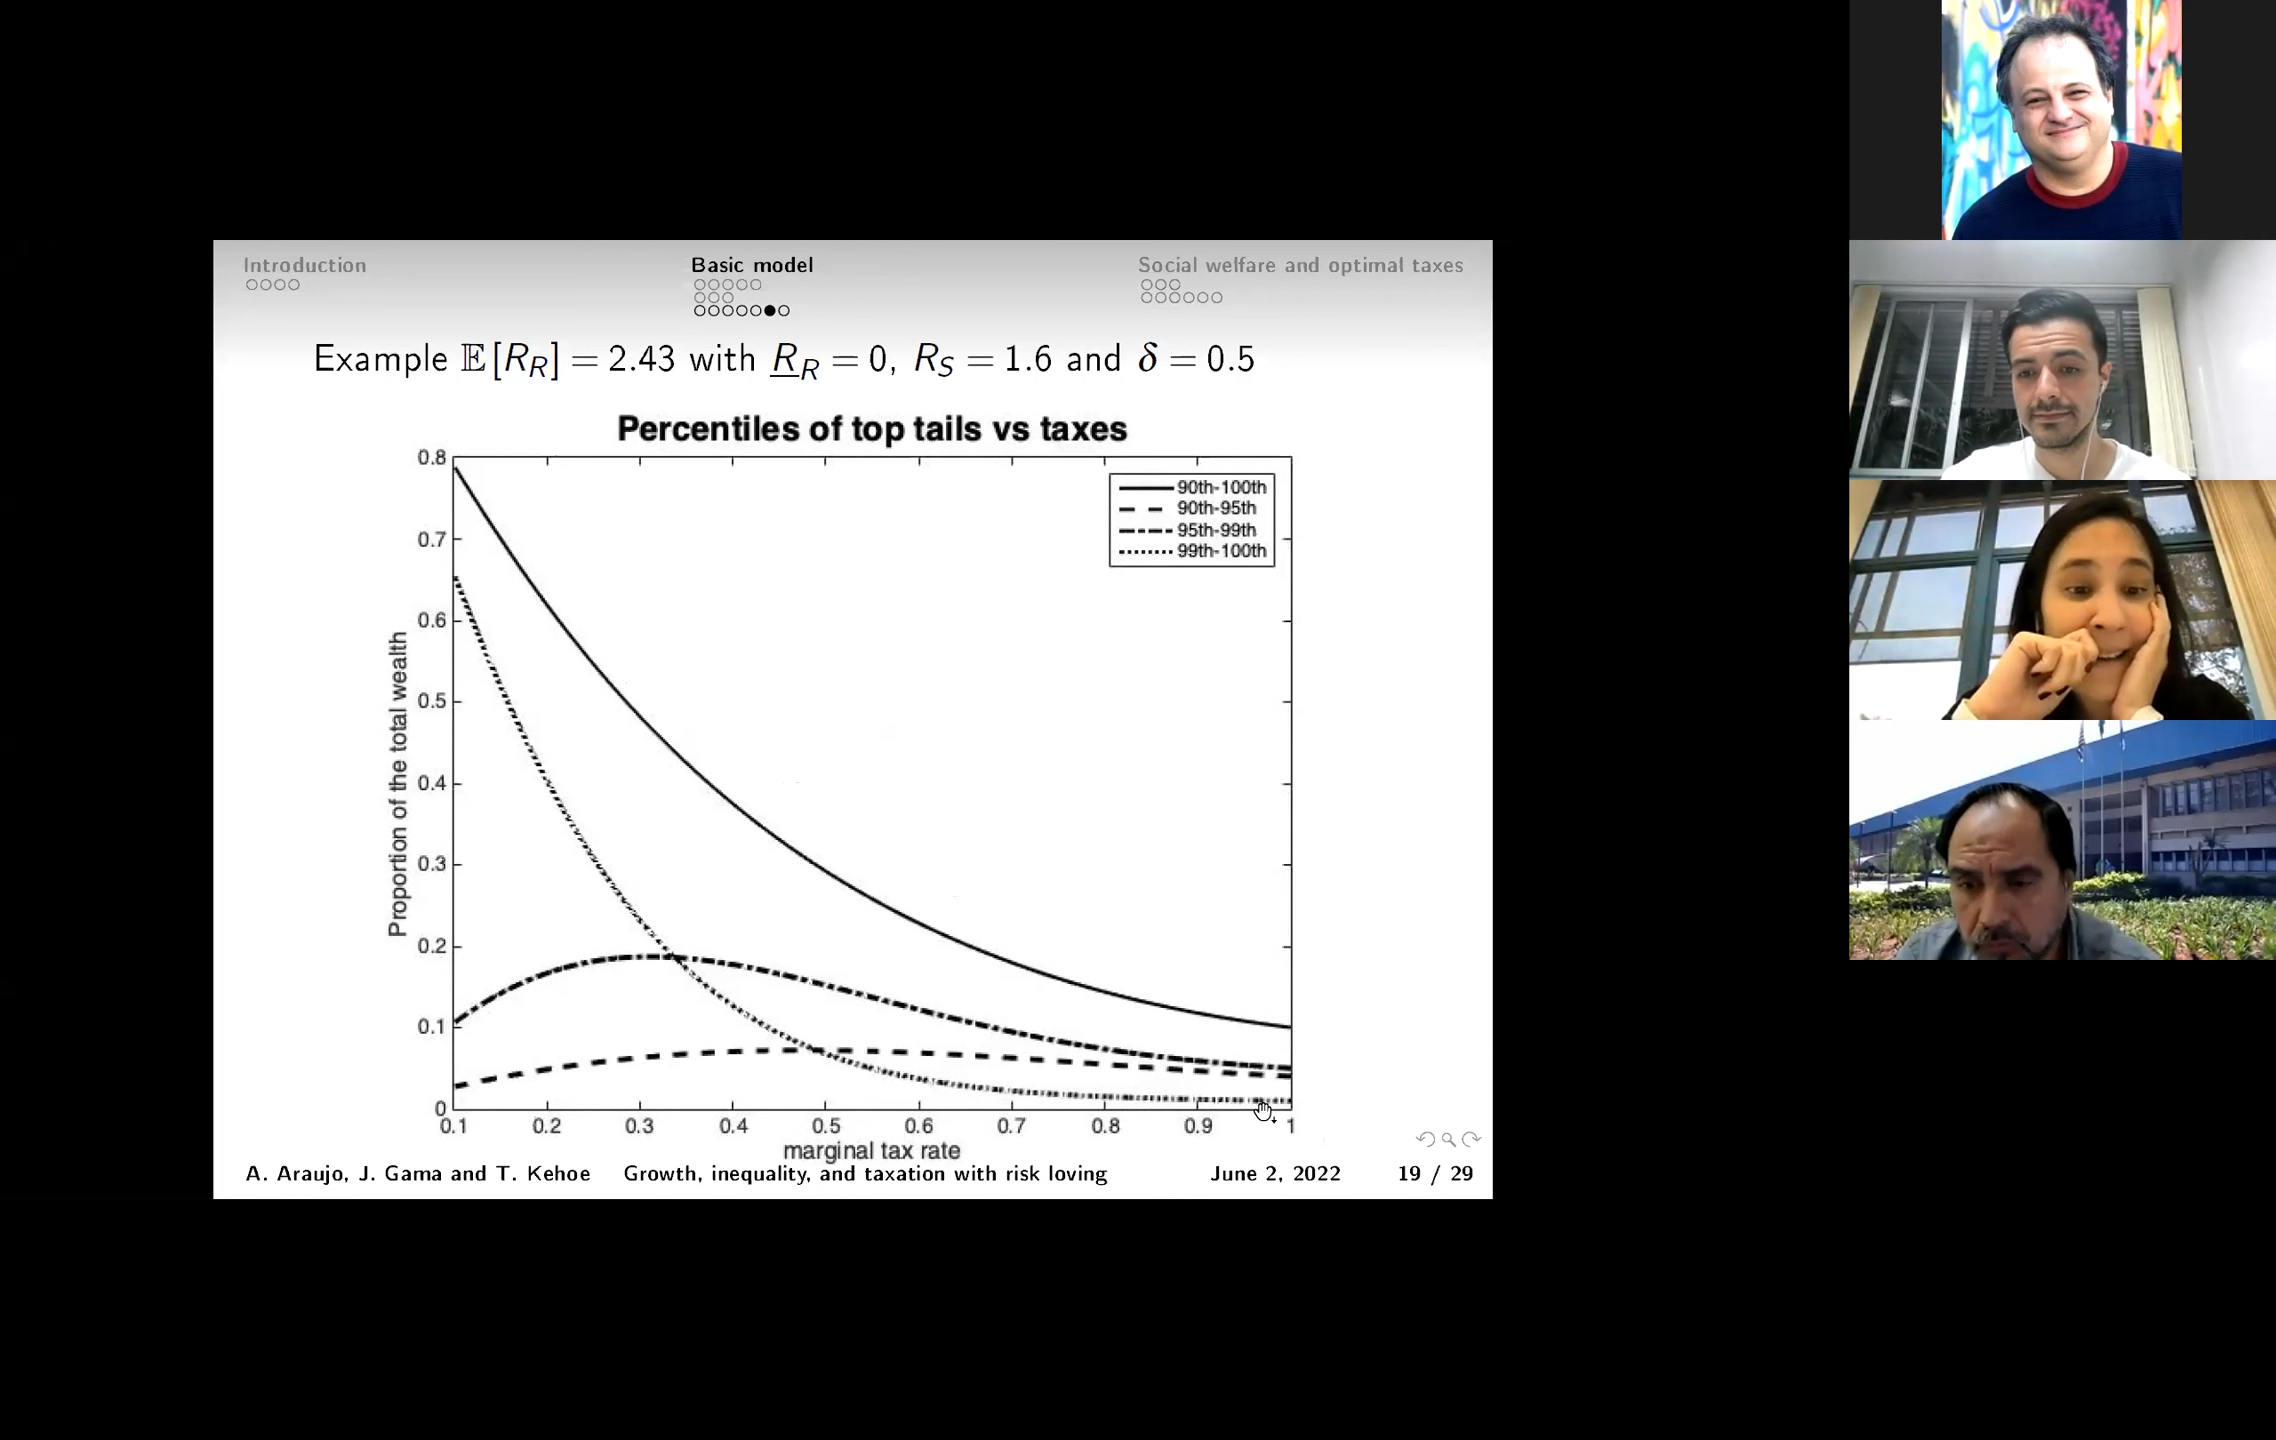 Introduction
Basic model
Social welfare and optimal taxes
Example 𝔼[R_R] = 2.43 with R̲_R = 0, R_S = 1.6 and δ = 0.5
Percentiles of top tails vs taxes
90th-100th
90th-95th
95th-99th
99th-100th
Proportion of the total wealth
0.8
0.7
0.6
0.5
0.4
0.3
0.2
0.1
0
0.1 0.2 0.3 0.4 0.5 0.6 0.7 0.8 0.9 1
marginal tax rate
A. Araujo, J. Gama and T. Kehoe Growth, inequality, and taxation with risk loving June 2, 2022 19 / 29